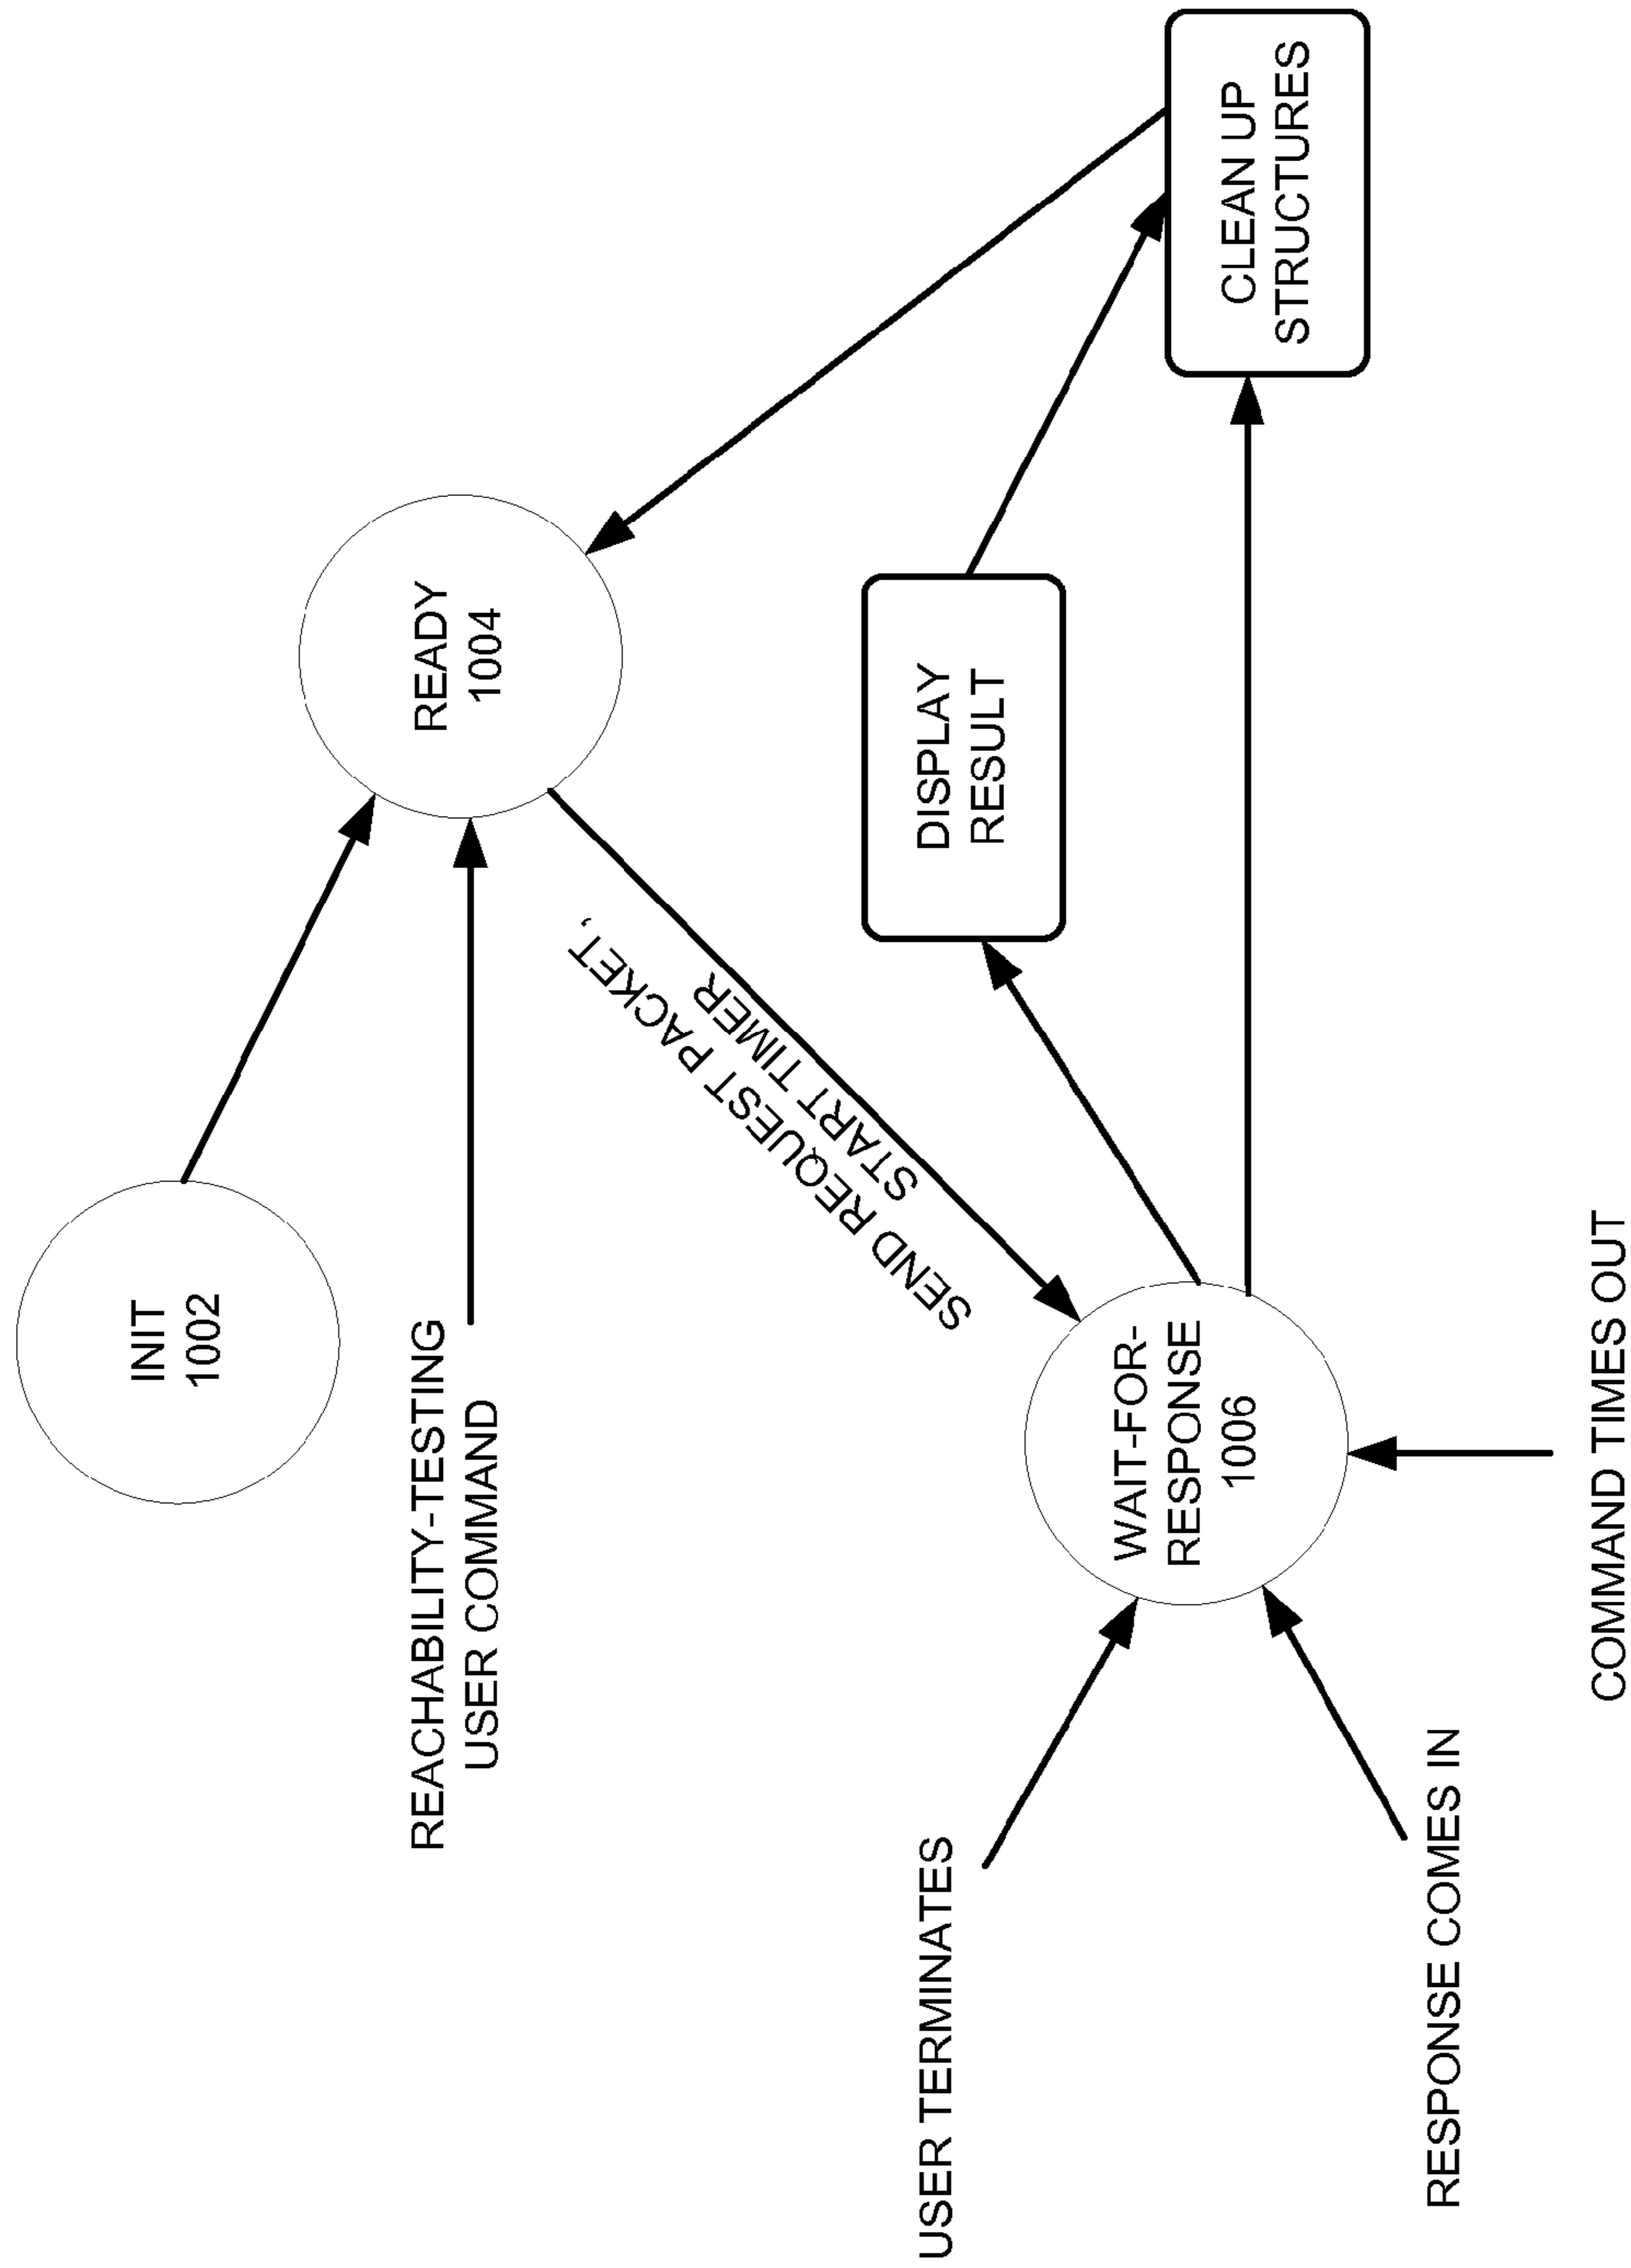 INIT
1002
REACHABILITY-TESTING
USER COMMAND
READY
1004
SEND REQUEST PACKET,
START TIMER
USER TERMINATES
WAIT-FOR-
RESPONSE
1006
DISPLAY
RESULT
CLEAN UP
STRUCTURES
RESPONSE COMES IN
COMMAND TIMES OUT